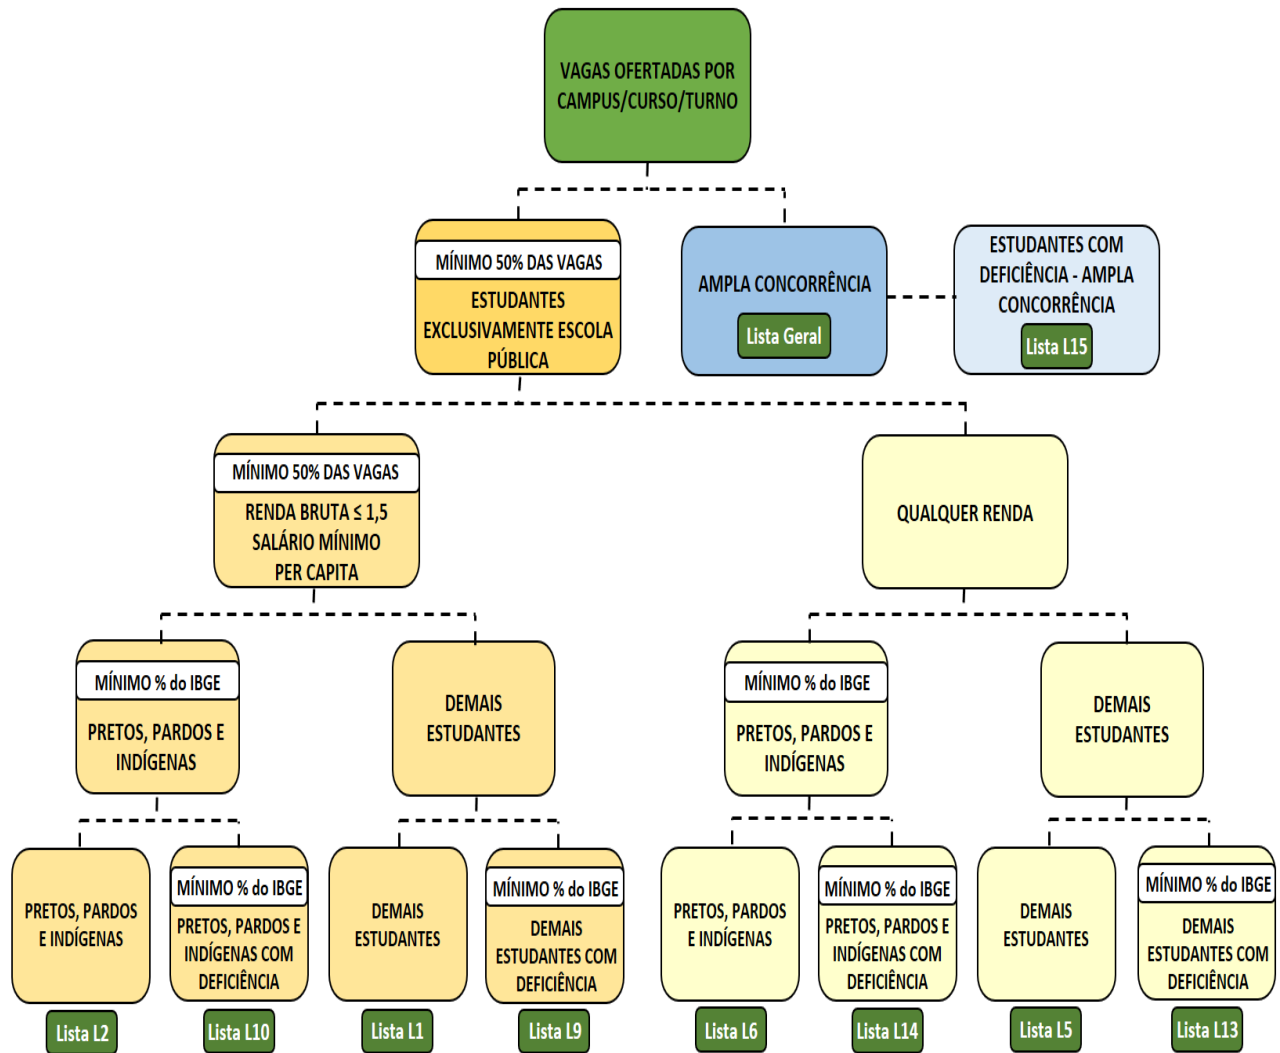 VAGAS OFERTADAS POR
CAMPUS/CURSO/TURNO
MÍNIMO 50% DAS VAGAS
ESTUDANTES
EXCLUSIVAMENTE ESCOLA
PÚBLICA
AMPLA CONCORRÊNCIA
Lista Geral
ESTUDANTES COM
DEFICIÊNCIA - AMPLA
CONCORRÊNCIA
Lista L15
MÍNIMO 50% DAS VAGAS
RENDA BRUTA ≤ 1,5
SALÁRIO MÍNIMO
PER CAPITA
QUALQUER RENDA
MÍNIMO % do IBGE
PRETOS, PARDOS E
INDÍGENAS
DEMAIS
ESTUDANTES
MÍNIMO % do IBGE
PRETOS, PARDOS E
INDÍGENAS
DEMAIS
ESTUDANTES
PRETOS, PARDOS
E INDÍGENAS
Lista L2
MÍNIMO % do IBGE
PRETOS, PARDOS E
INDÍGENAS COM
DEFICIÊNCIA
Lista L10
DEMAIS
ESTUDANTES
Lista L1
MÍNIMO % do IBGE
DEMAIS
ESTUDANTES COM
DEFICIÊNCIA
Lista L9
PRETOS, PARDOS
E INDÍGENAS
Lista L6
MÍNIMO % do IBGE
PRETOS, PARDOS E
INDÍGENAS COM
DEFICIÊNCIA
Lista L14
DEMAIS
ESTUDANTES
Lista L5
MÍNIMO % do IBGE
DEMAIS
ESTUDANTES COM
DEFICIÊNCIA
Lista L13